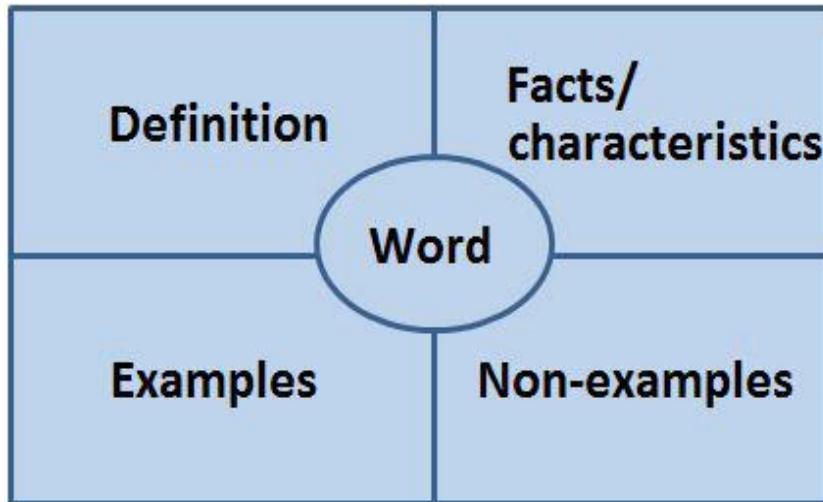 Definition
Facts/
characteristics
Word
Examples
Non-examples